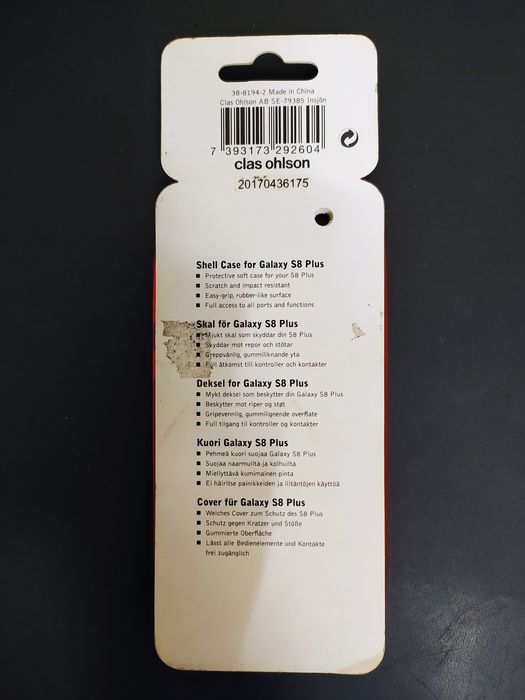 38-8194-2 Made in China
Clas Ohlson AB SE-79385 Insjön
7 393173 292604
clas ohlson
20170436175
Shell Case for Galaxy S8 Plus
Protective soft case for your S8 Plus
Scratch and impact resistant
Easy-grip, rubber-like surface
Full access to all ports and functions
Skal för Galaxy S8 Plus
Mjukt skal som skyddar din S8 Plus
Skyddar mot repor och stötar
Greppvänlig, gummiliknande yta
Full åtkomst till kontroller och kontakter
Deksel for Galaxy S8 Plus
Mykt deksel som beskytter din Galaxy S8 Plus
Beskytter mot riper og støt
Gripevennlig, gummilignende overflate
Full tilgang til kontroller og kontakter
Kuori Galaxy S8 Plus
Pehmeä kuori suojaa Galaxy S8 Plus
Suojaa naarmuilta ja kolhuilta
Miellyttävä kumimainen pinta
Ei häiritse painikkeiden ja liitäntöjen käyttöä
Cover für Galaxy S8 Plus
Weiches Cover zum Schutz des S8 Plus
Schutz gegen Kratzer und Stöße
Gummierte Oberfläche
Lässt alle Bedienelemente und Kontakte
frei zugänglich